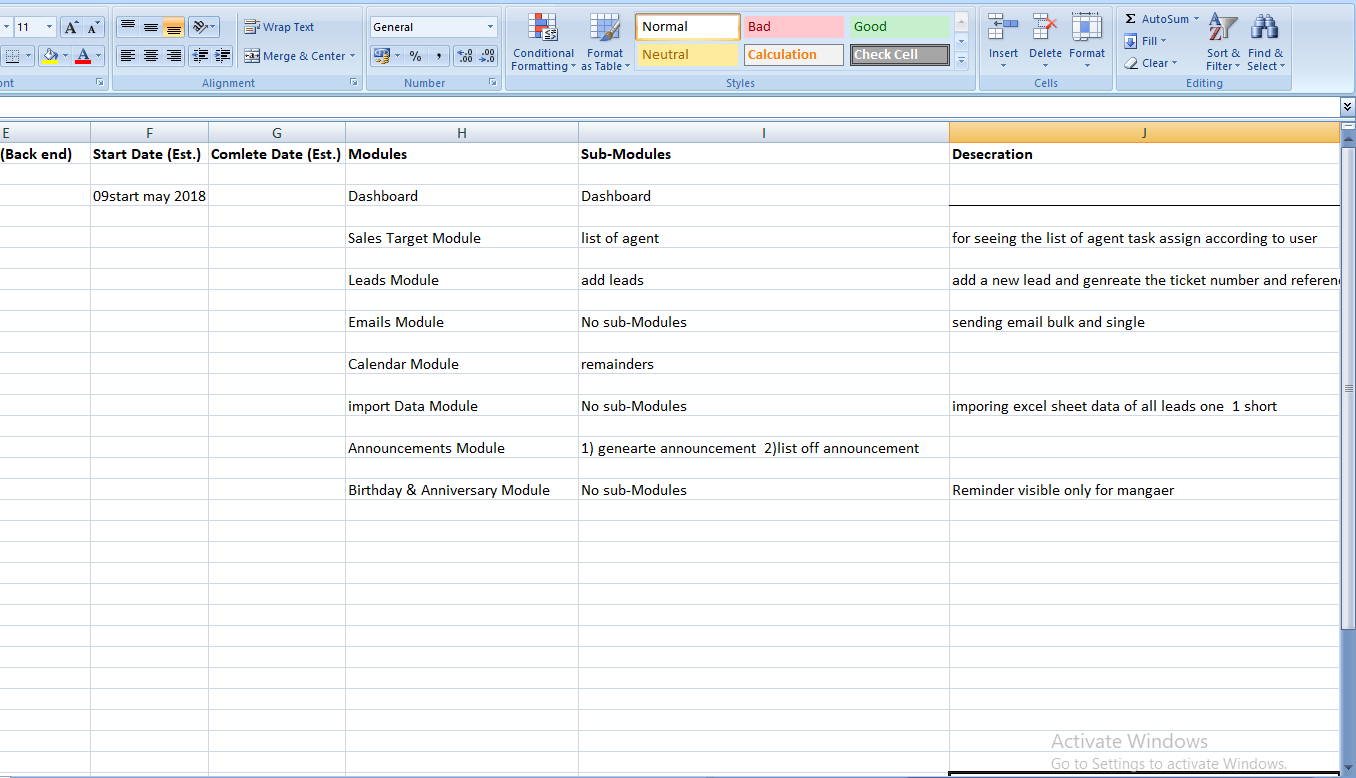 11 A A Wrap Text General Normal Bad Good Insert Delete Format Σ AutoSum
A Merge & Center % , .0 .00 .00 .0 Conditional Formatting Format as Table Neutral Calculation Check Cell Fill Clear Sort & Filter Find & Select
ont Alignment Number Styles Cells Editing
E F G H I J
(Back end) Start Date (Est.) Comlete Date (Est.) Modules Sub-Modules Desecration
09start may 2018 Dashboard Dashboard
Sales Target Module list of agent for seeing the list of agent task assign according to user
Leads Module add leads add a new lead and genreate the ticket number and referen
Emails Module No sub-Modules sending email bulk and single
Calendar Module remainders
import Data Module No sub-Modules imporing excel sheet data of all leads one  1 short
Announcements Module 1) genearte announcement  2)list off announcement
Birthday & Anniversary Module No sub-Modules Reminder visible only for mangaer
Activate Windows
Go to Settings to activate Windows.